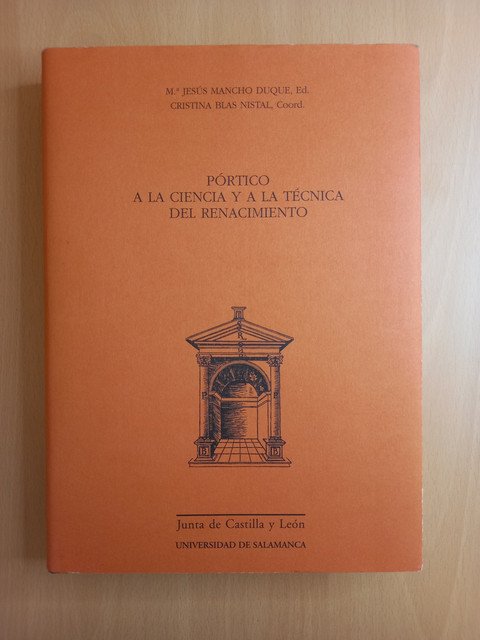 M.ª JESÚS MANCHO DUQUE, Ed.
CRISTINA BLAS NISTAL, Coord.
PÓRTICO
A LA CIENCIA Y A LA TÉCNICA
DEL RENACIMIENTO
Junta de Castilla y León
UNIVERSIDAD DE SALAMANCA